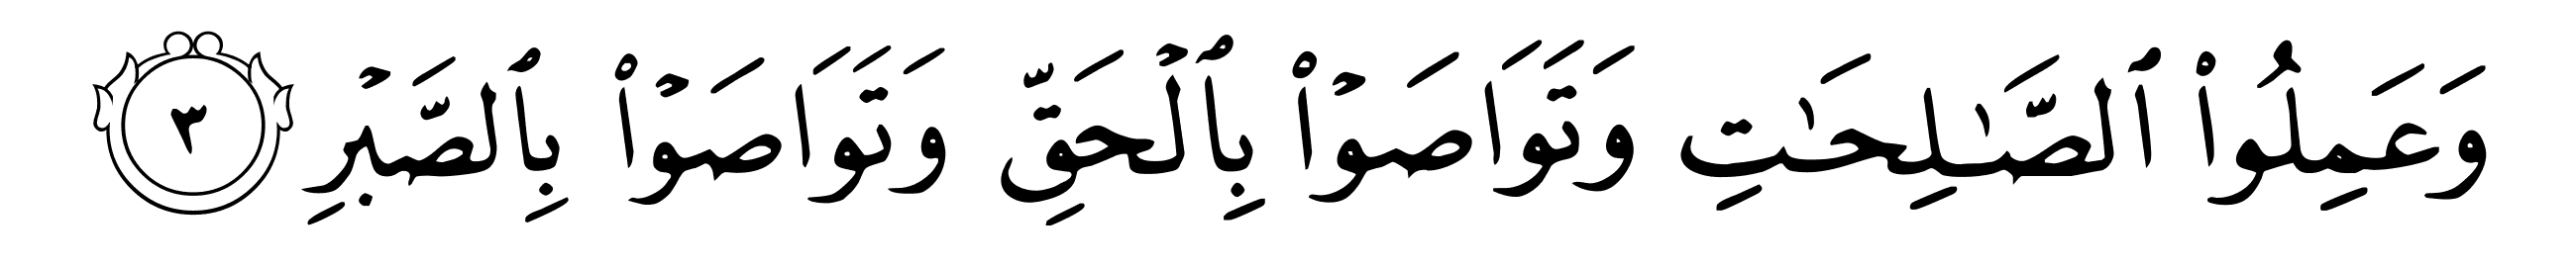 وَعَمِلُوا۟ ٱلصَّـٰلِحَـٰتِ وَتَوَاصَوْا۟ بِٱلْحَقِّ وَتَوَاصَوْا۟ بِٱلصَّبْرِ ٣